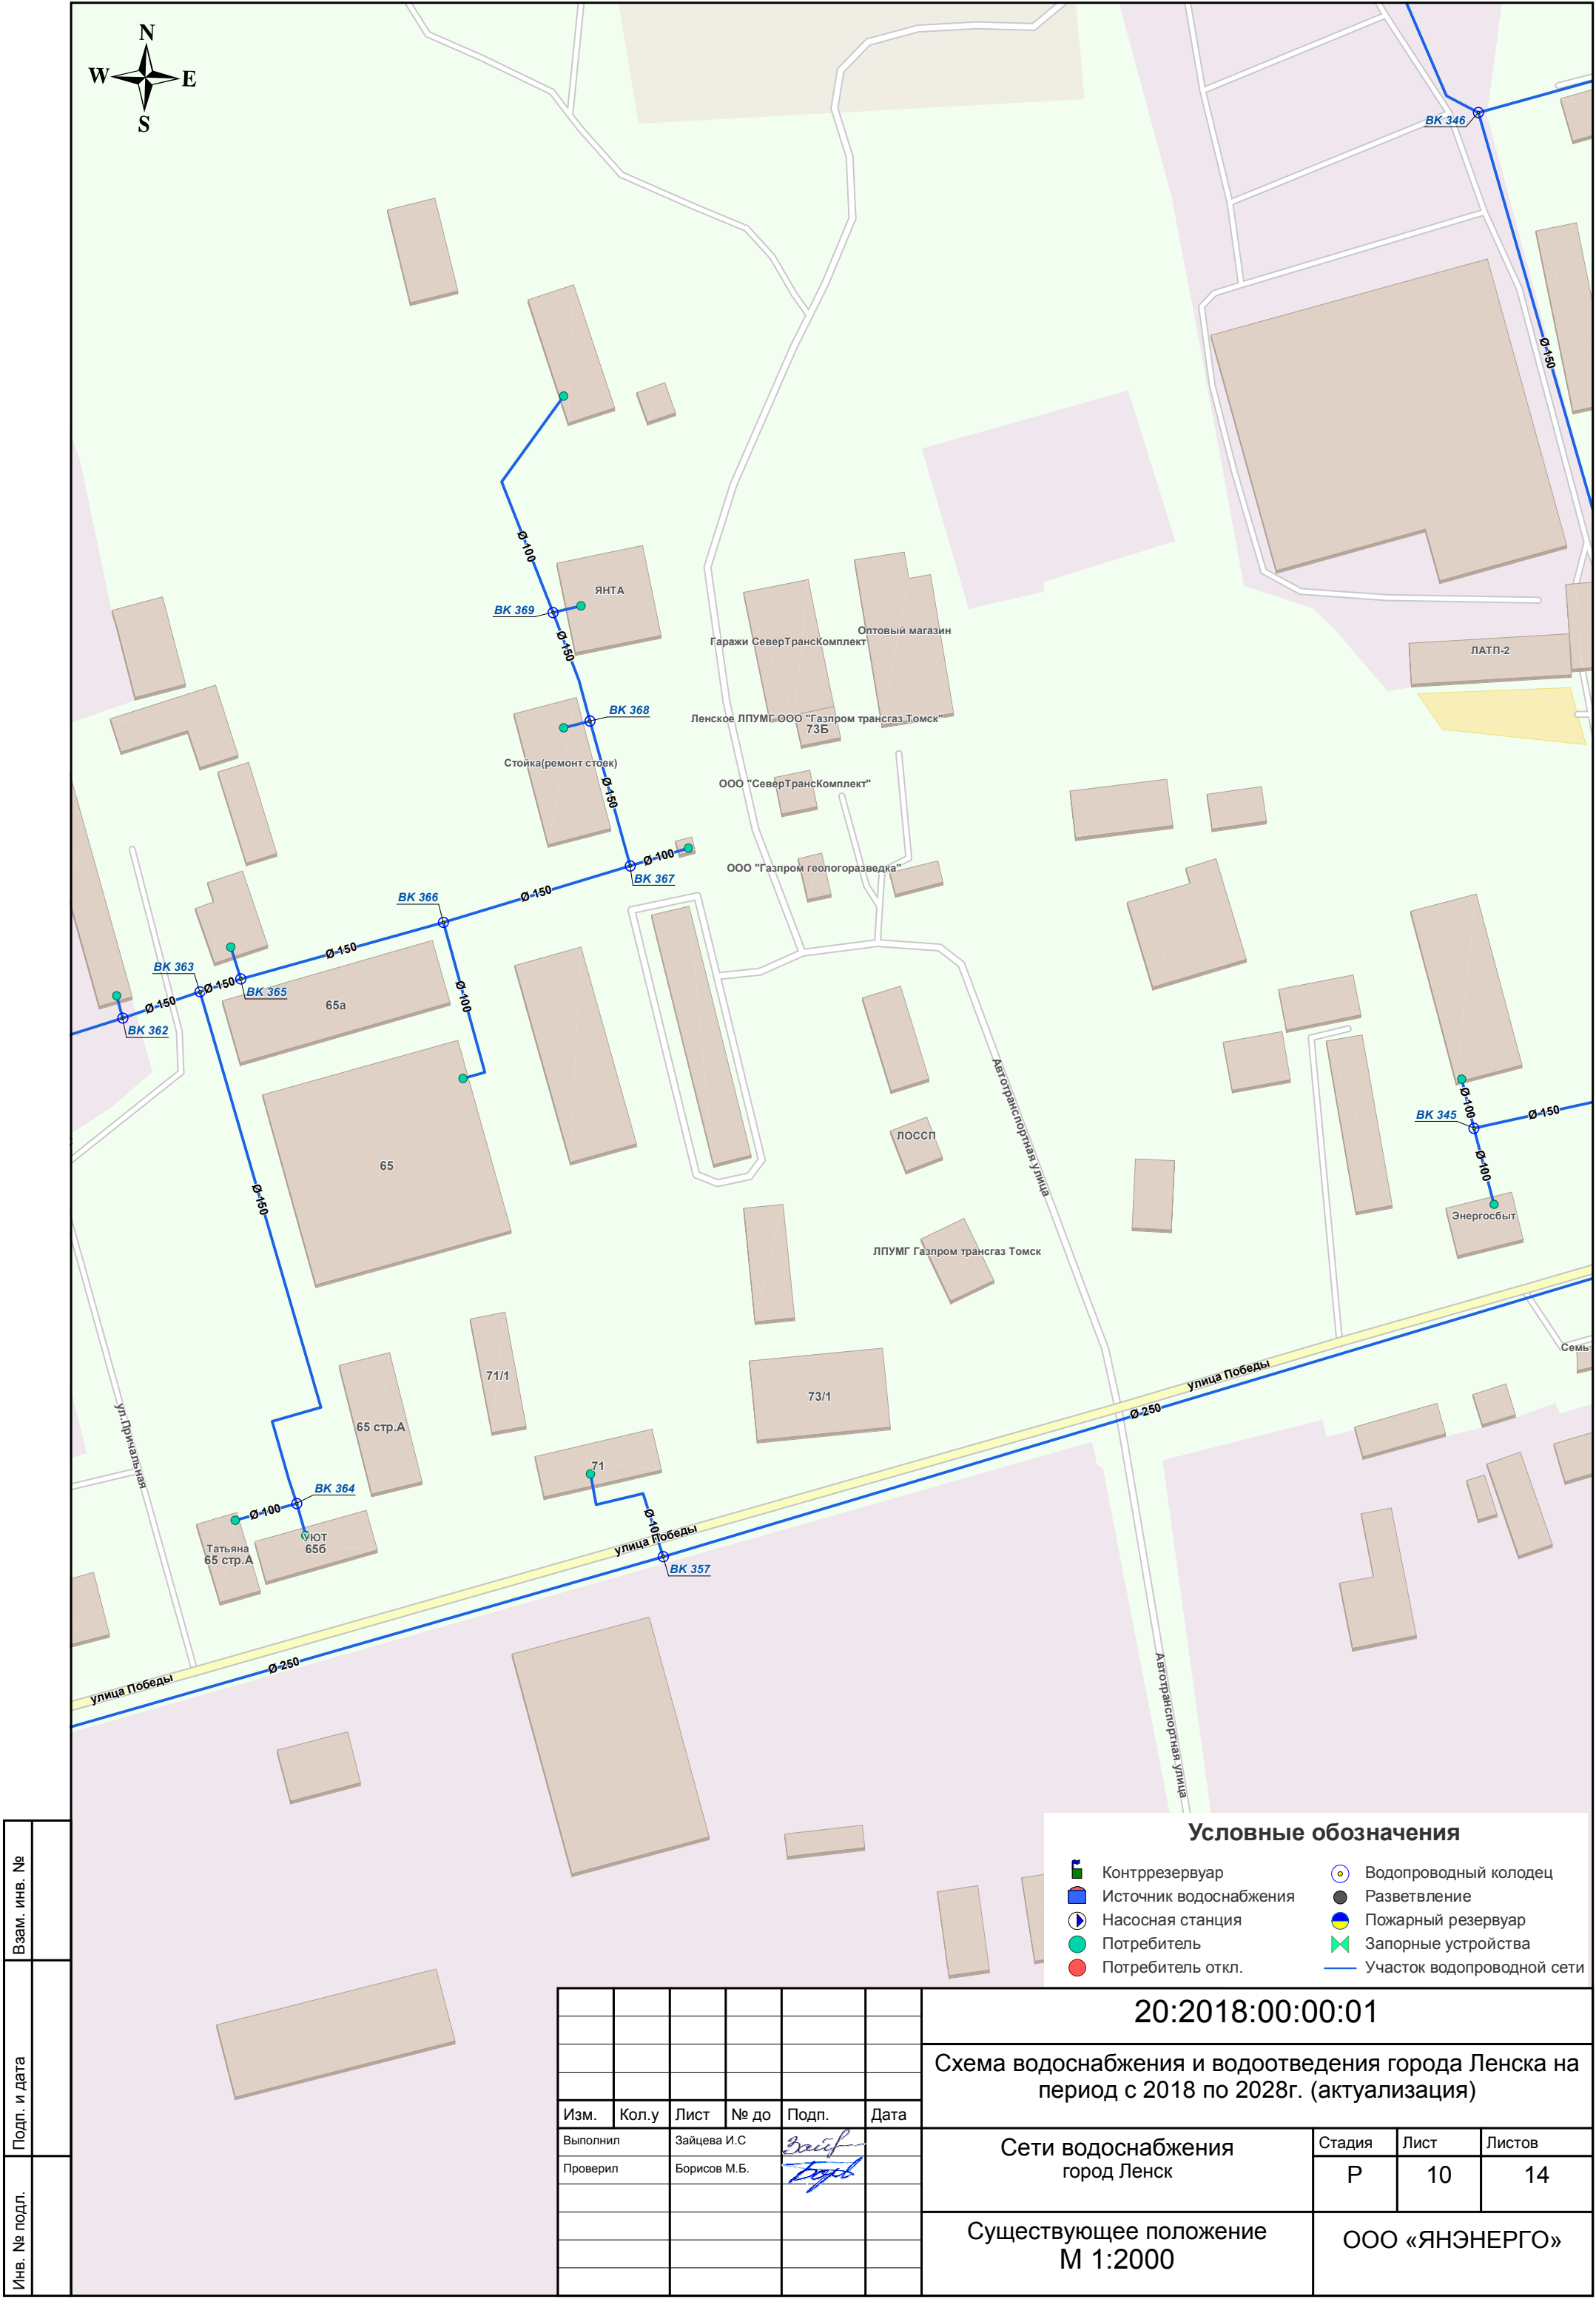 N
W E
S
ВК 346
Ø 150
Ø 100
ЯНТА
ВК 369
Ø 150
Гаражи СеверТрансКомплект
Оптовый магазин
ЛАТП-2
ВК 368
Ленское ЛПУМГ ООО "Газпром трансгаз Томск"
73Б
Стойка(ремонт стоек)
Ø 150
ООО "СеверТрансКомплект"
Ø 100
ВК 367
ООО "Газпром геологоразведка"
ВК 366
Ø 150
Ø 150
ВК 363
Ø 150
ВК 365
Ø 150
ВК 362
65а
Ø 100
Автотранспортная улица
ВК 345
Ø 100
Ø 150
Ø 100
ЛОССП
65
Ø 150
Энергосбыт
ЛПУМГ Газпром трансгаз Томск
Семь
улица Победы
71/1
73/1
Ø 250
65 стр.А
ул.Причальная
71
ВК 364
Ø 100
Ø 10
улица Победы
УЮТ
65б
Татьяна
65 стр.А
ВК 357
Ø 250
улица Победы
Автотранспортная улица
Условные обозначения
Контррезервуар
Водопроводный колодец
Источник водоснабжения
Разветвление
Насосная станция
Пожарный резервуар
Потребитель
Запорные устройства
Потребитель откл.
Участок водопроводной сети
Взам. инв. №
Подп. и дата
Инв. № подл.
20:2018:00:00:01
Схема водоснабжения и водоотведения города Ленска на
период с 2018 по 2028г. (актуализация)
Изм. Кол.у Лист № до Подп. Дата
Выполнил Зайцева И.С
Проверил Борисов М.Б.
Сети водоснабжения
город Ленск
Стадия Лист Листов
Р 10 14
Существующее положение
М 1:2000
ООО «ЯНЭНЕРГО»